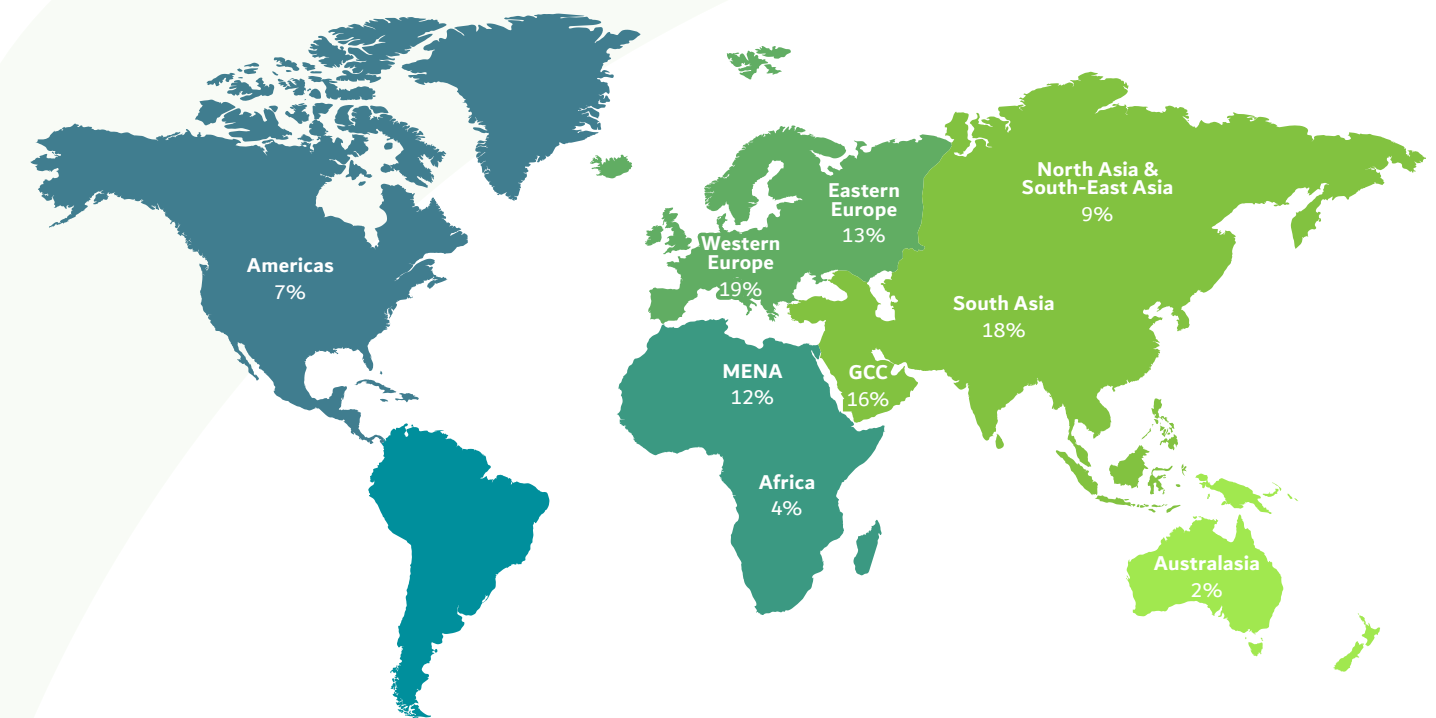 Americas
7%
Western
Europe
19%
Eastern
Europe
13%
North Asia &
South-East Asia
9%
South Asia
18%
MENA
12%
GCC
16%
Africa
4%
Australasia
2%